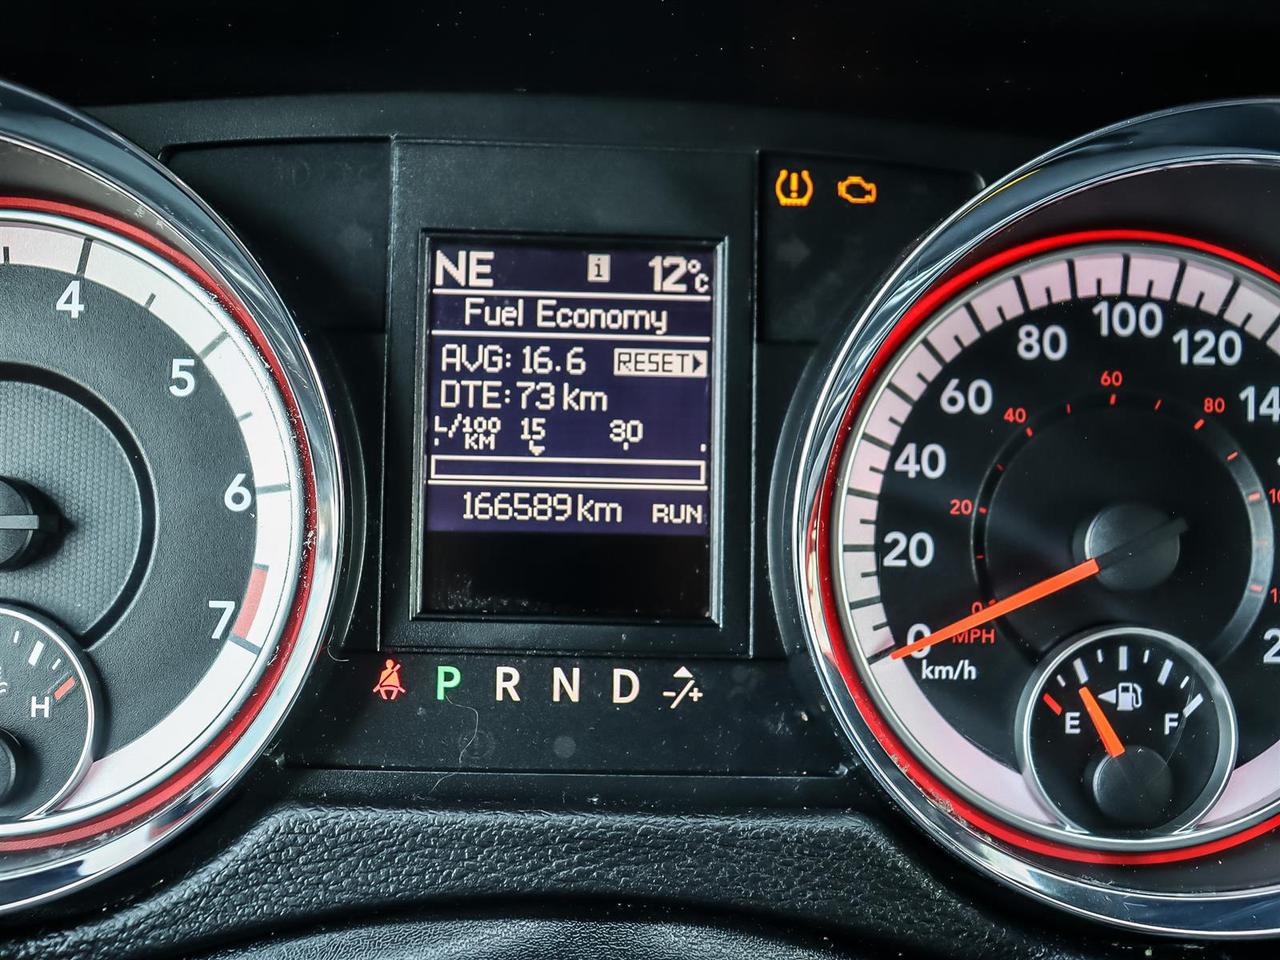 NE i 12°C
Fuel Economy
AVG: 16.6 RESET
DTE: 73 km
L/100 KM 15 30
166589 km RUN
P R N D -/+
4
5
6
7
H
0
20
40
60
80
100
120
20
40
60
80
MPH
km/h
E F